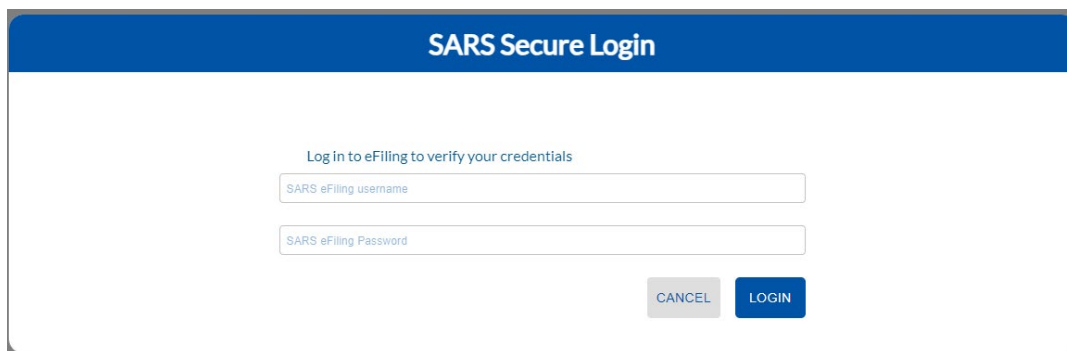 SARS Secure Login
Log in to eFiling to verify your credentials
SARS eFiling username
SARS eFiling Password
CANCEL LOGIN